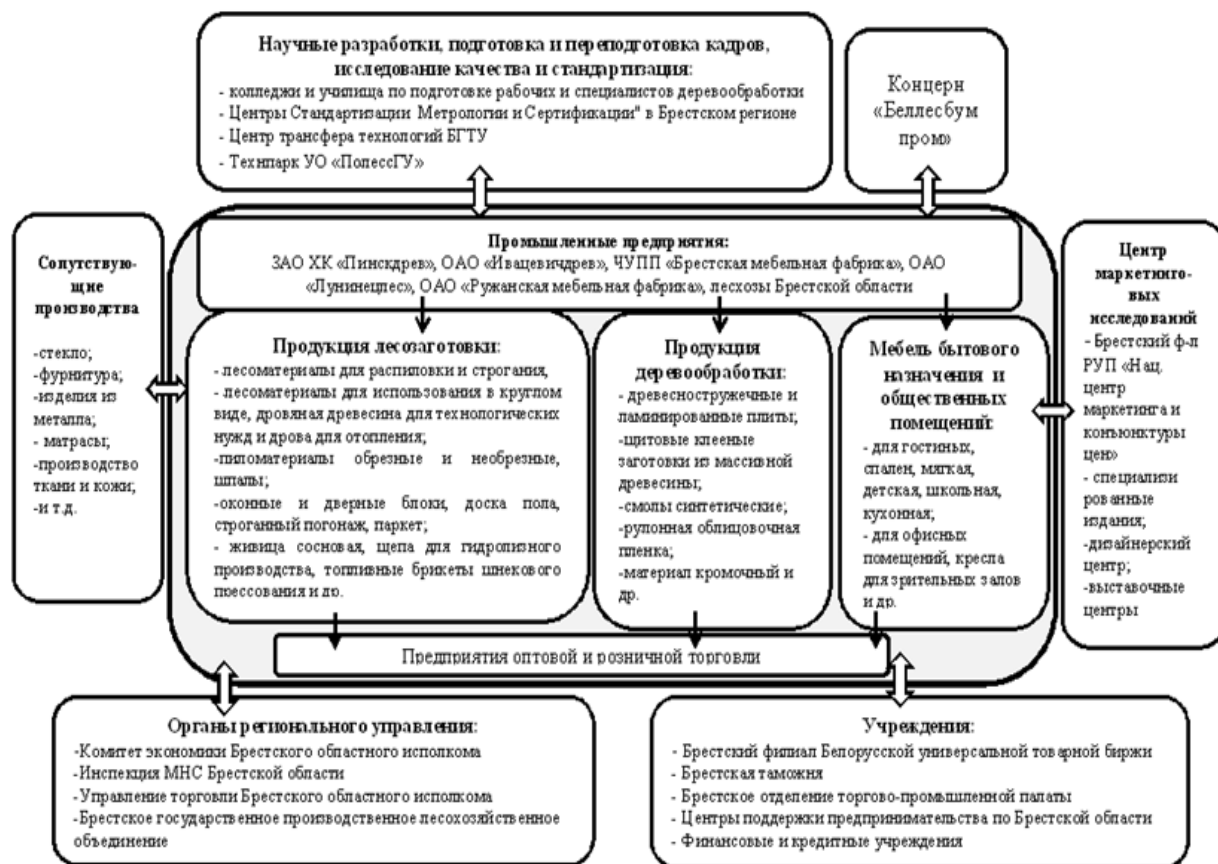 Научные разработки, подготовка и переподготовка кадров,
исследование качества и стандартизация:
- колледжи и училища по подготовке рабочих и специалистов деревообработки
- Центры Стандартизации Метрологии и Сертификации" в Брестском регионе
- Центр трансфера технологий БГТУ
- Технпарк УО «ПолессГУ»
Концерн
«Беллесбум
пром»
Сопутствую-
щие
производства
-стекло;
-фурнитура;
-изделия из
металла;
- матрасы;
-производство
ткани и кожи;
-и т.д.
Промышленные предприятия:
ЗАО ХК «Пинскдрев», ОАО «Ивацевичдрев», ЧУПП «Брестская мебельная фабрика», ОАО
«Лунинецлес», ОАО «Ружанская мебельная фабрика», лесхозы Брестской области
Продукция лесозаготовки:
- лесоматериалы для распиловки и строгания,
- лесоматериалы для использования в круглом
виде, дровяная древесина для технологических
нужд и дрова для отопления;
-пиломатериалы обрезные и необрезные,
шпалы;
-оконные и дверные блоки, доска пола,
строганный погонаж, паркет;
- живица сосновая, щепа для гидролизного
производства, топливные брикеты шнекового
прессования и др.
Продукция
деревообработки:
- древесностружечные и
ламинированные плиты;
-щитовые клееные
заготовки из массивной
древесины;
-смолы синтетические;
-рулонная облицовочная
пленка;
-материал кромочный и
др.
Мебель бытового
назначения и
общественных
помещений:
- для гостиных,
спален, мягкая,
детская, школьная,
кухонная;
- для офисных
помещений, кресла
для зрительных залов
и др.
Центр
маркетинго-
вых
исследований
- Брестский ф-л
РУП «Нац.
центр
маркетинга и
конъюнктуры
цен»
- специализи
рованные
издания;
-дизайнерский
центр;
-выставочные
центры
Предприятия оптовой и розничной торговли
Органы регионального управления:
-Комитет экономики Брестского областного исполкома
-Инспекция МНС Брестской области
-Управление торговли Брестского областного исполкома
-Брестское государственное производственное лесохозяйственное
объединение
Учреждения:
- Брестский филиал Белорусской универсальной товарной биржи
- Брестская таможня
- Брестское отделение торгово-промышленной палаты
- Центры поддержки предпринимательства по Брестской области
- Финансовые и кредитные учреждения